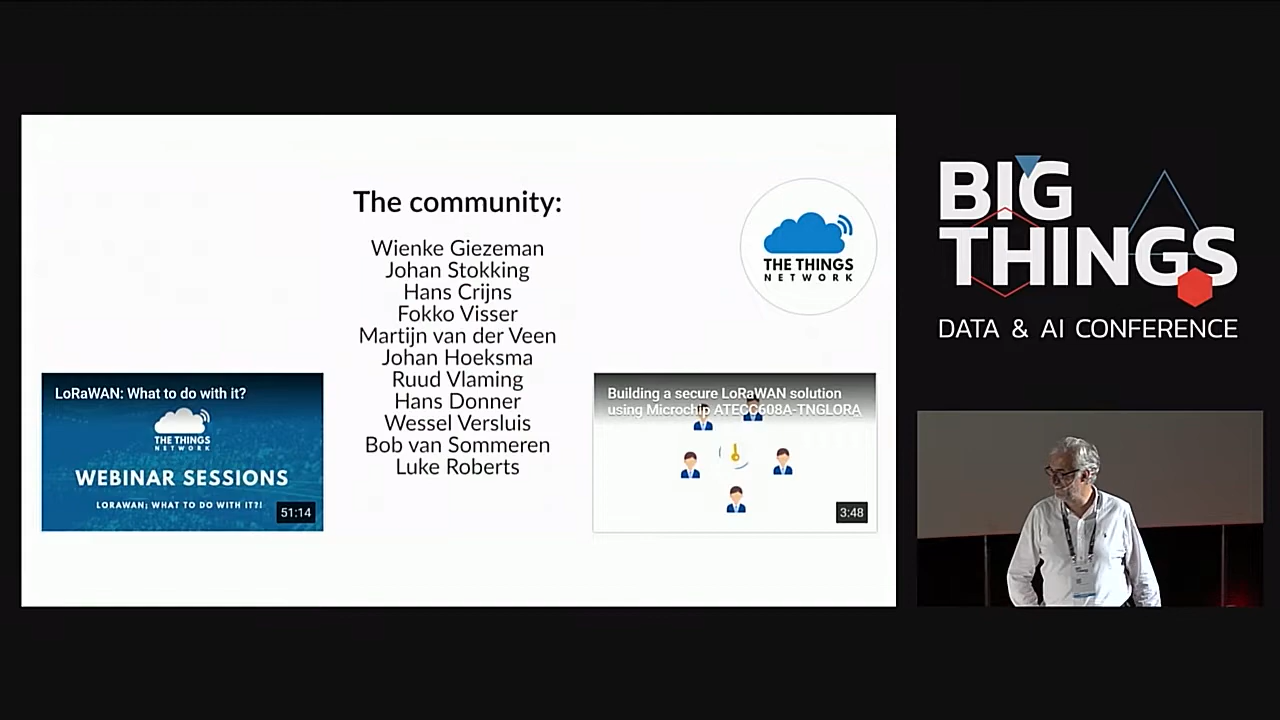 The community:
Wienke Giezeman
Johan Stokking
Hans Crijns
Fokko Visser
Martijn van der Veen
Johan Hoeksma
Ruud Vlaming
Hans Donner
Wessel Versluis
Bob van Sommeren
Luke Roberts
THE THINGS
NETWORK
LoRaWAN: What to do with it?
THE THINGS
NETWORK
WEBINAR SESSIONS
LORAWAN; WHAT TO DO WITH IT?!
51:14
Building a secure LoRaWAN solution
using Microchip ATECC608A-TNGLORA
3:48
BIG
THINGS
DATA & AI CONFERENCE